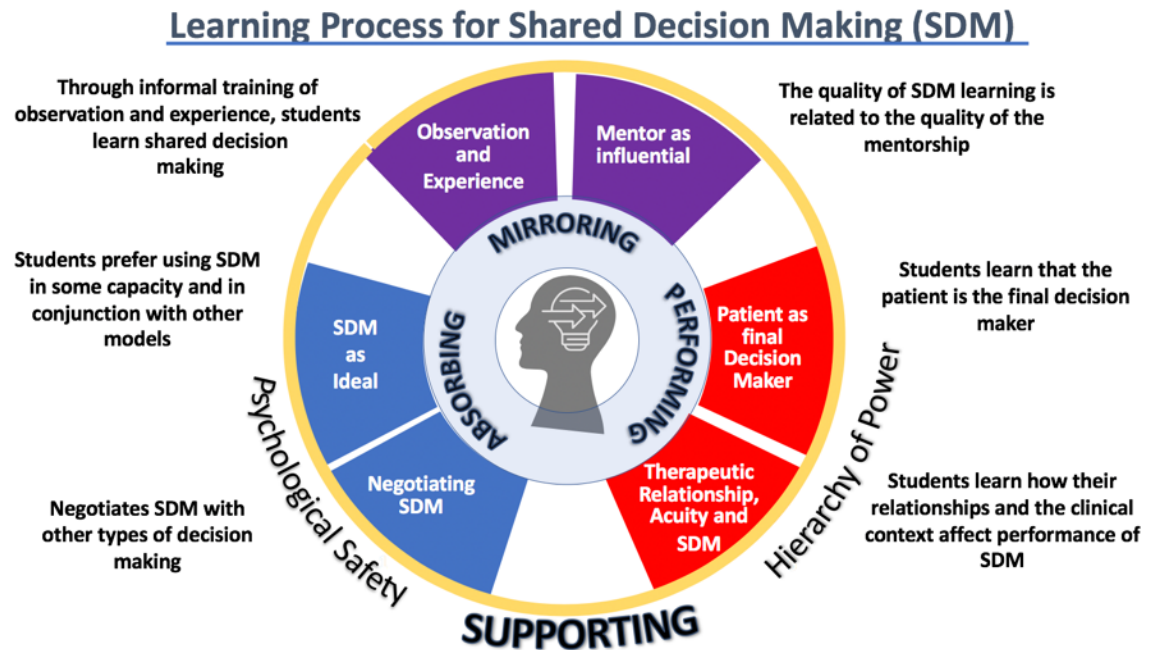 Learning Process for Shared Decision Making (SDM)
Through informal training of
observation and experience, students
learn shared decision
making
Observation
and
Experience
Mentor as
influential
The quality of SDM learning is
related to the quality of the
mentorship
MIRRORING
Students prefer using SDM
in some capacity and in
conjunction with other
models
SDM
as
Ideal
ABSORBING
PERFORMING
Patient as
final
Decision
Maker
Students learn that the
patient is the final decision
maker
Psychological Safety
Hierarchy of Power
Negotiates SDM with
other types of decision
making
Negotiating
SDM
Therapeutic
Relationship,
Acuity and
SDM
Students learn how their
relationships and the clinical
context affect performance of
SDM
SUPPORTING